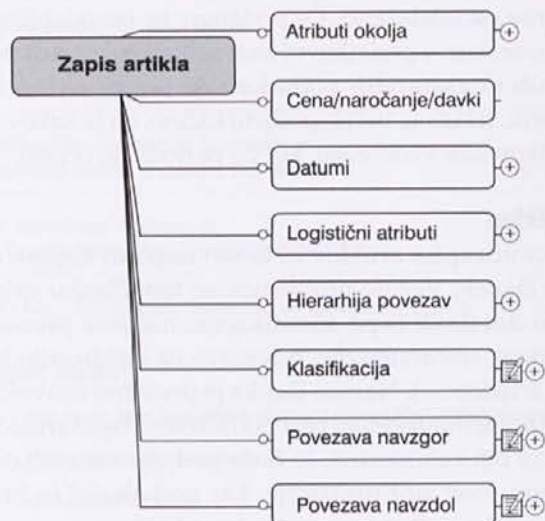 Zapis artikla
Atributi okolja
Cena/naročanje/davki
Datumi
Logistični atributi
Hierarhija povezav
Klasifikacija
Povezava navzgor
Povezava navzdol